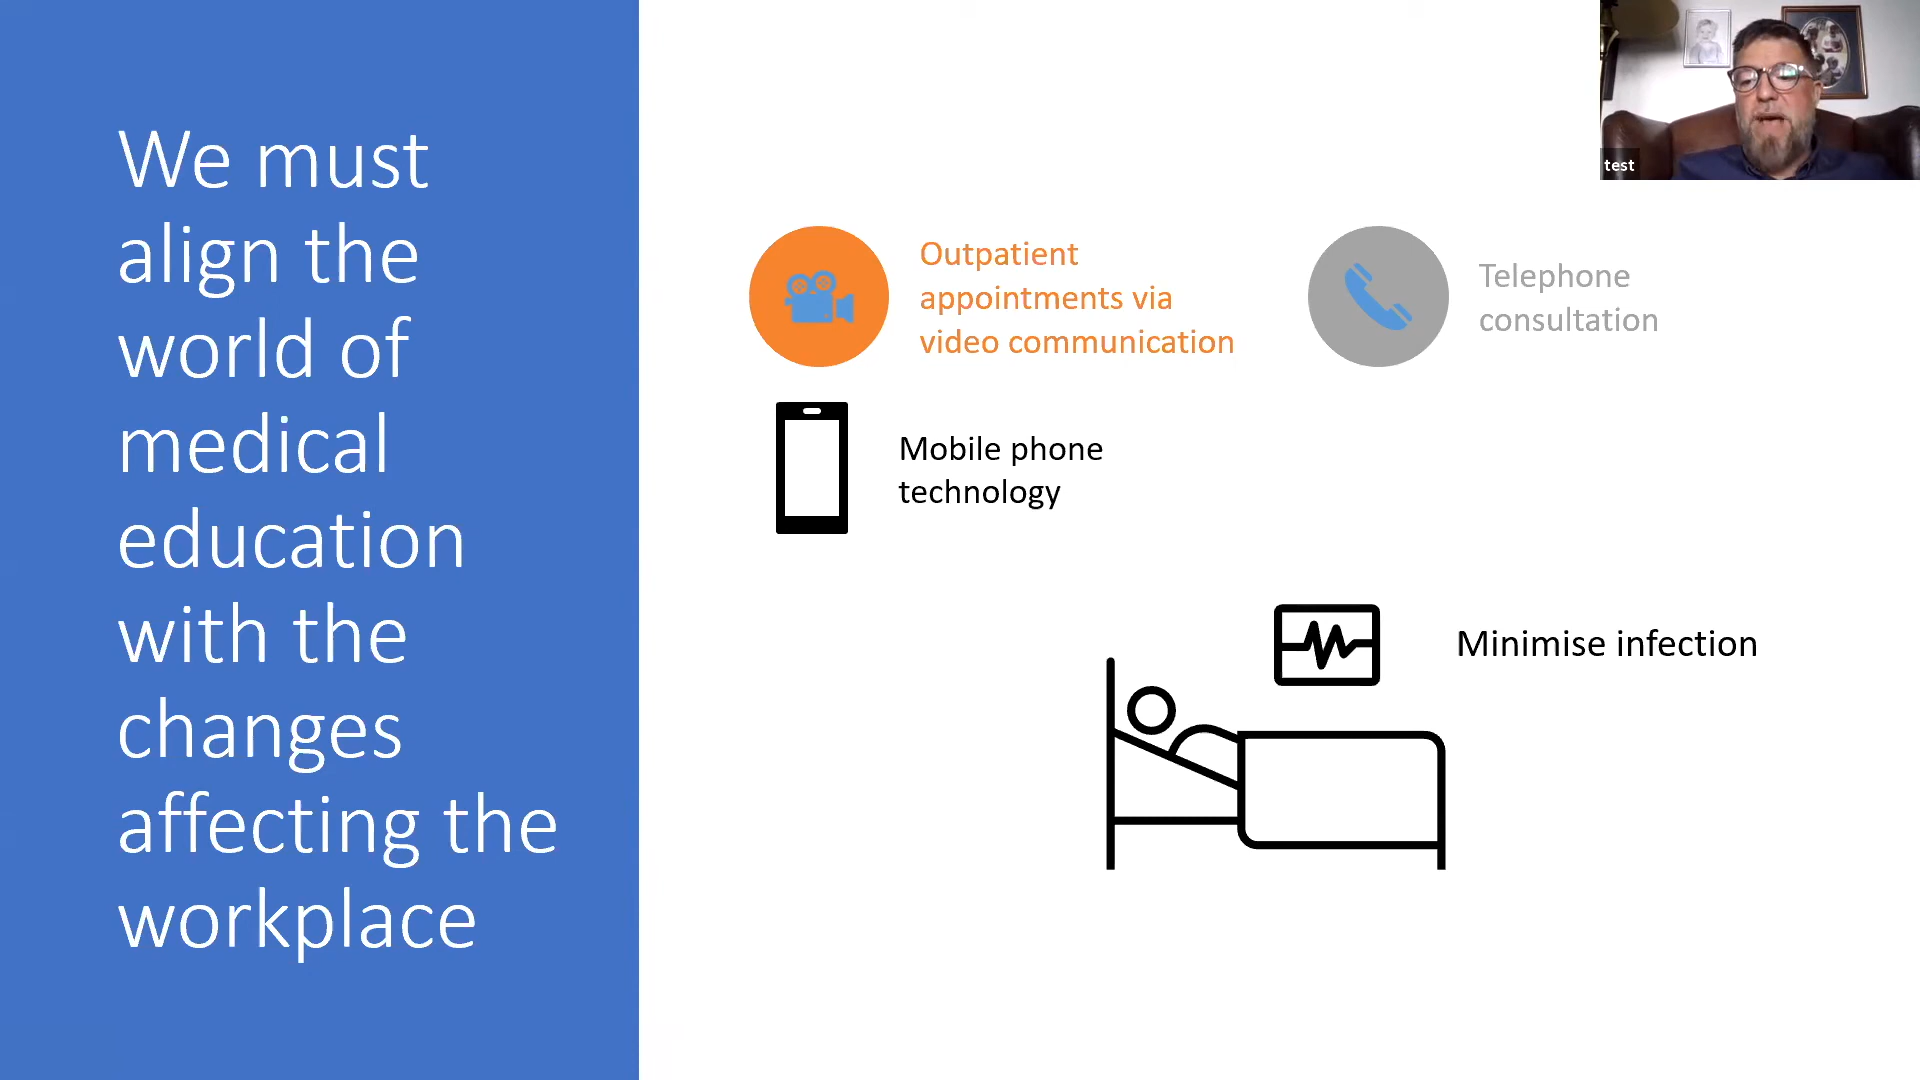 We must
align the
world of
medical
education
with the
changes
affecting the
workplace
Outpatient
appointments via
video communication
Telephone
consultation
Mobile phone
technology
Minimise infection
test